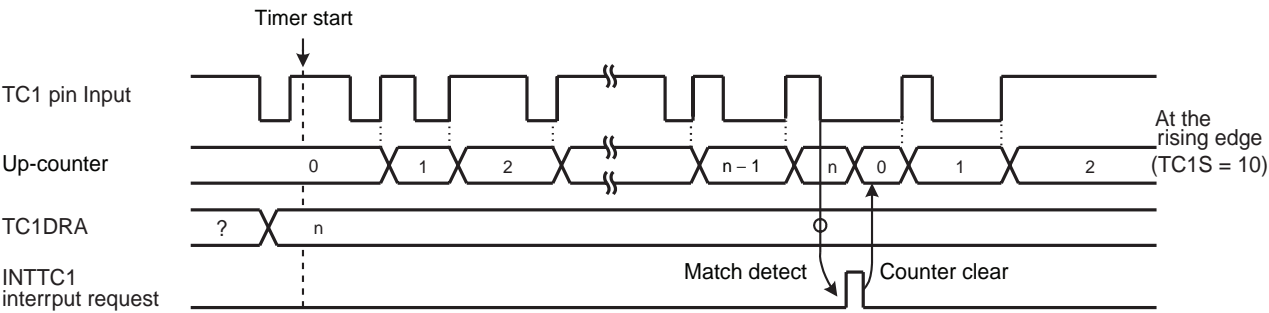 Timer start
TC1 pin Input
At the
rising edge
(TC1S = 10)
Up-counter
0 1 2 n – 1 n 0 1 2
TC1DRA
? n
INTTC1
interrput request
Match detect
Counter clear